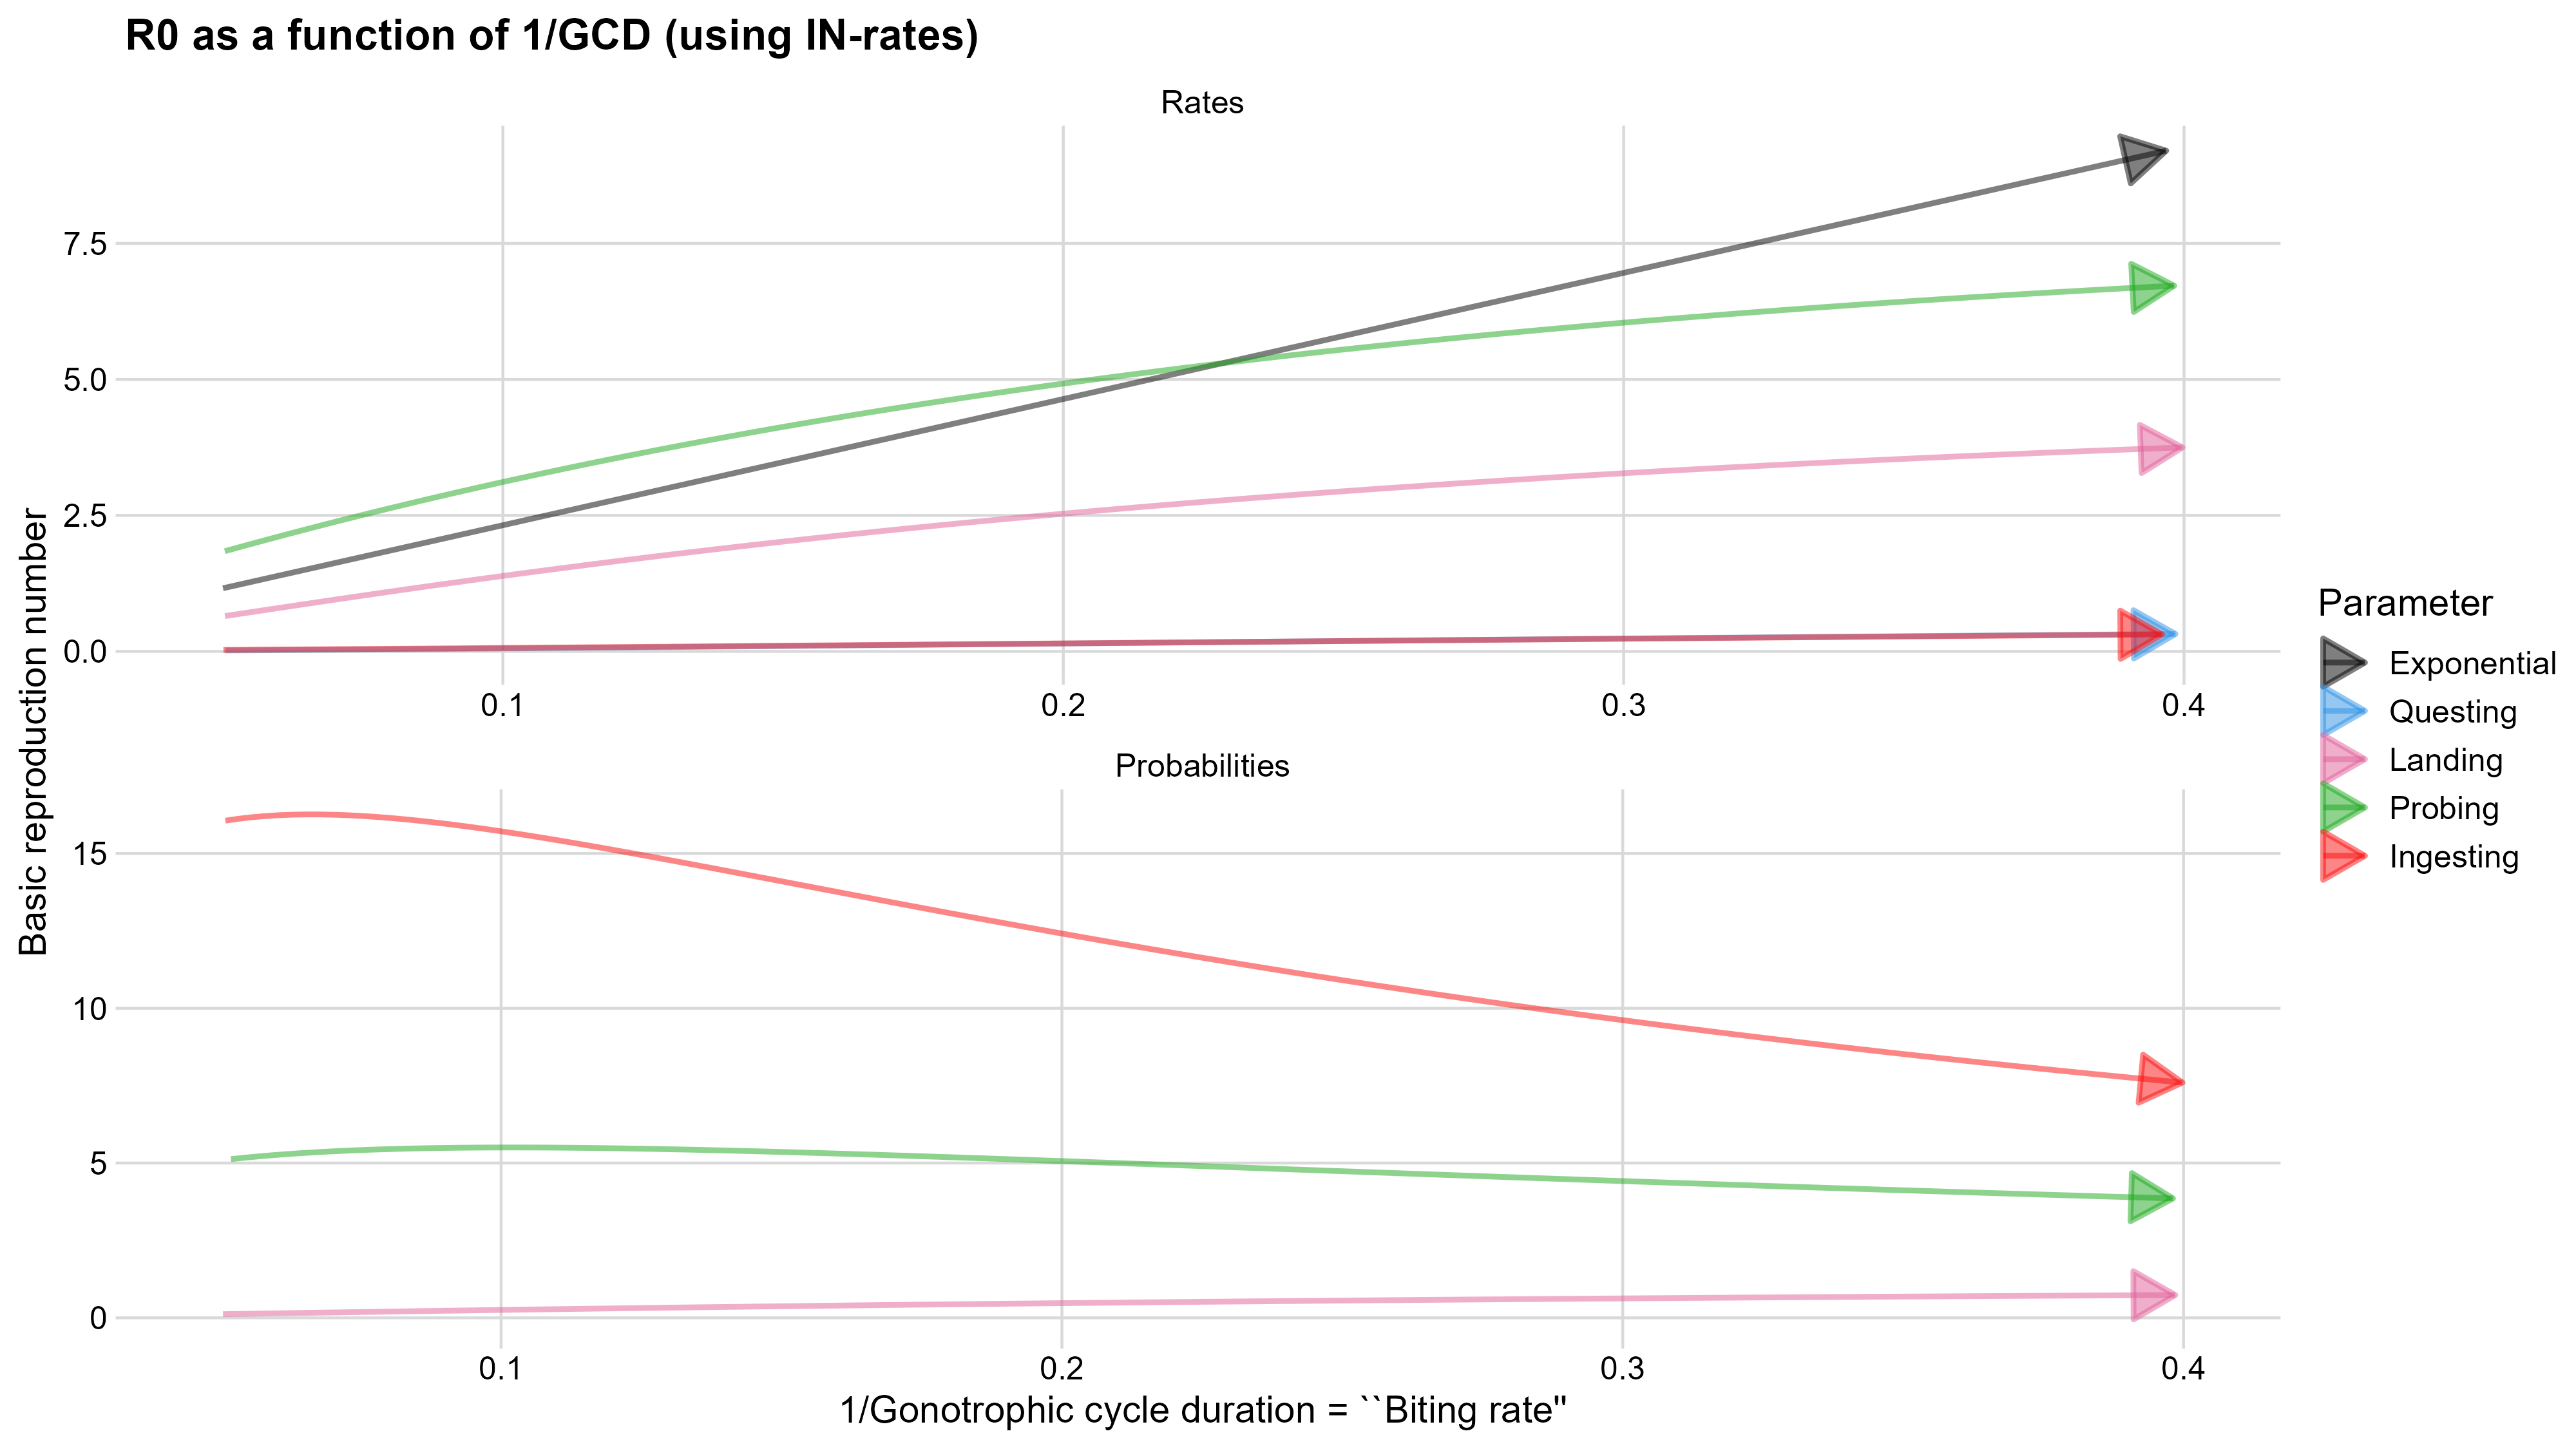 R0 as a function of 1/GCD (using IN-rates)
Rates
7.5
5.0
2.5
0.0
0.1 0.2 0.3 0.4
Probabilities
15
10
5
0
0.1 0.2 0.3 0.4
1/Gonotrophic cycle duration = ``Biting rate"
Basic reproduction number
Parameter
Exponential
Questing
Landing
Probing
Ingesting